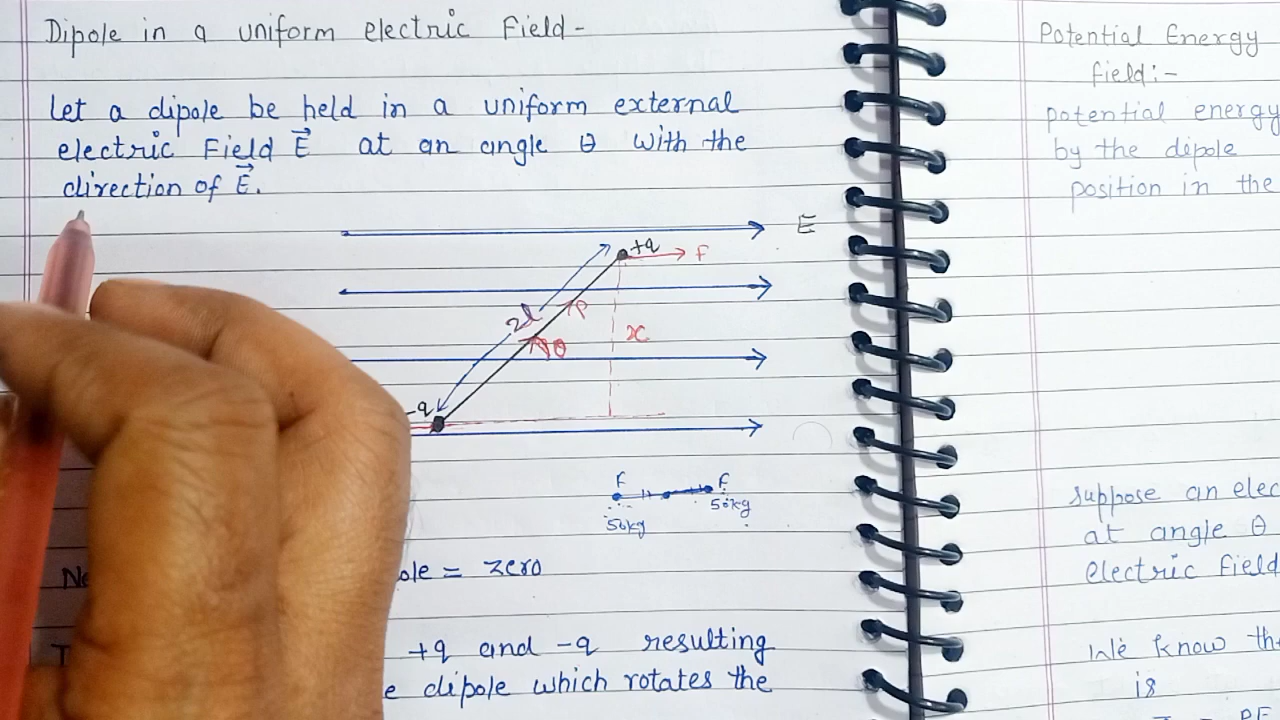 Dipole in a uniform electric Field -
Let a dipole be held in a uniform external
electric Field E⃗ at an angle θ with the
direction of E⃗.
E
+q
F
2l
P
x
θ
-q
F
F
50kg
50kg
ole = zero
+q and -q resulting
e dipole which rotates the
Potential Energy
field:-
potential energy
by the dipole
position in the
suppose an elec
at angle θ
electric field
We know th
is
PE